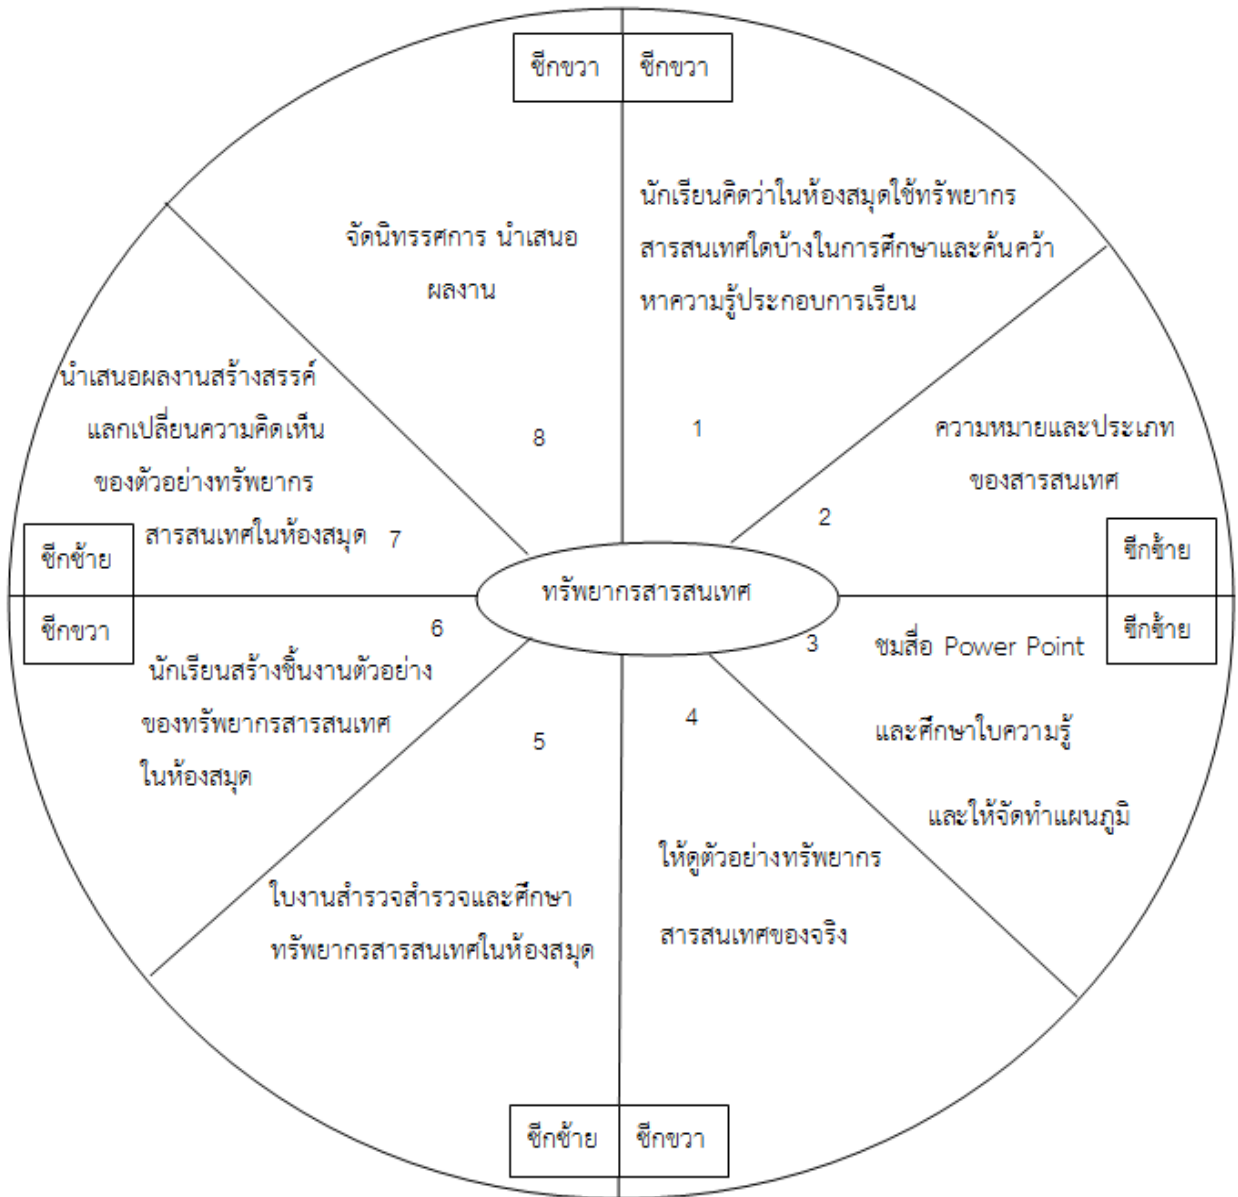 ซีกขวา
ซีกขวา
นักเรียนคิดว่าในห้องสมุดใช้ทรัพยากร
สารสนเทศใดบ้างในการศึกษาและค้นคว้า
หาความรู้ประกอบการเรียน
1
ความหมายและประเภท
ของสารสนเทศ
2
ซีกซ้าย
ซีกซ้าย
3
ชมสื่อ Power Point
และศึกษาใบความรู้
และให้จัดทำแผนภูมิ
4
ให้ดูตัวอย่างทรัพยากร
สารสนเทศของจริง
ซีกขวา
ซีกซ้าย
5
ใบงานสำรวจสำรวจและศึกษา
ทรัพยากรสารสนเทศในห้องสมุด
6
ซีกขวา
นักเรียนสร้างชิ้นงานตัวอย่าง
ของทรัพยากรสารสนเทศ
ในห้องสมุด
ซีกซ้าย
นำเสนอผลงานสร้างสรรค์
แลกเปลี่ยนความคิดเห็น
ของตัวอย่างทรัพยากร
สารสนเทศในห้องสมุด
7
จัดนิทรรศการ นำเสนอ
ผลงาน
8
ทรัพยากรสารสนเทศ